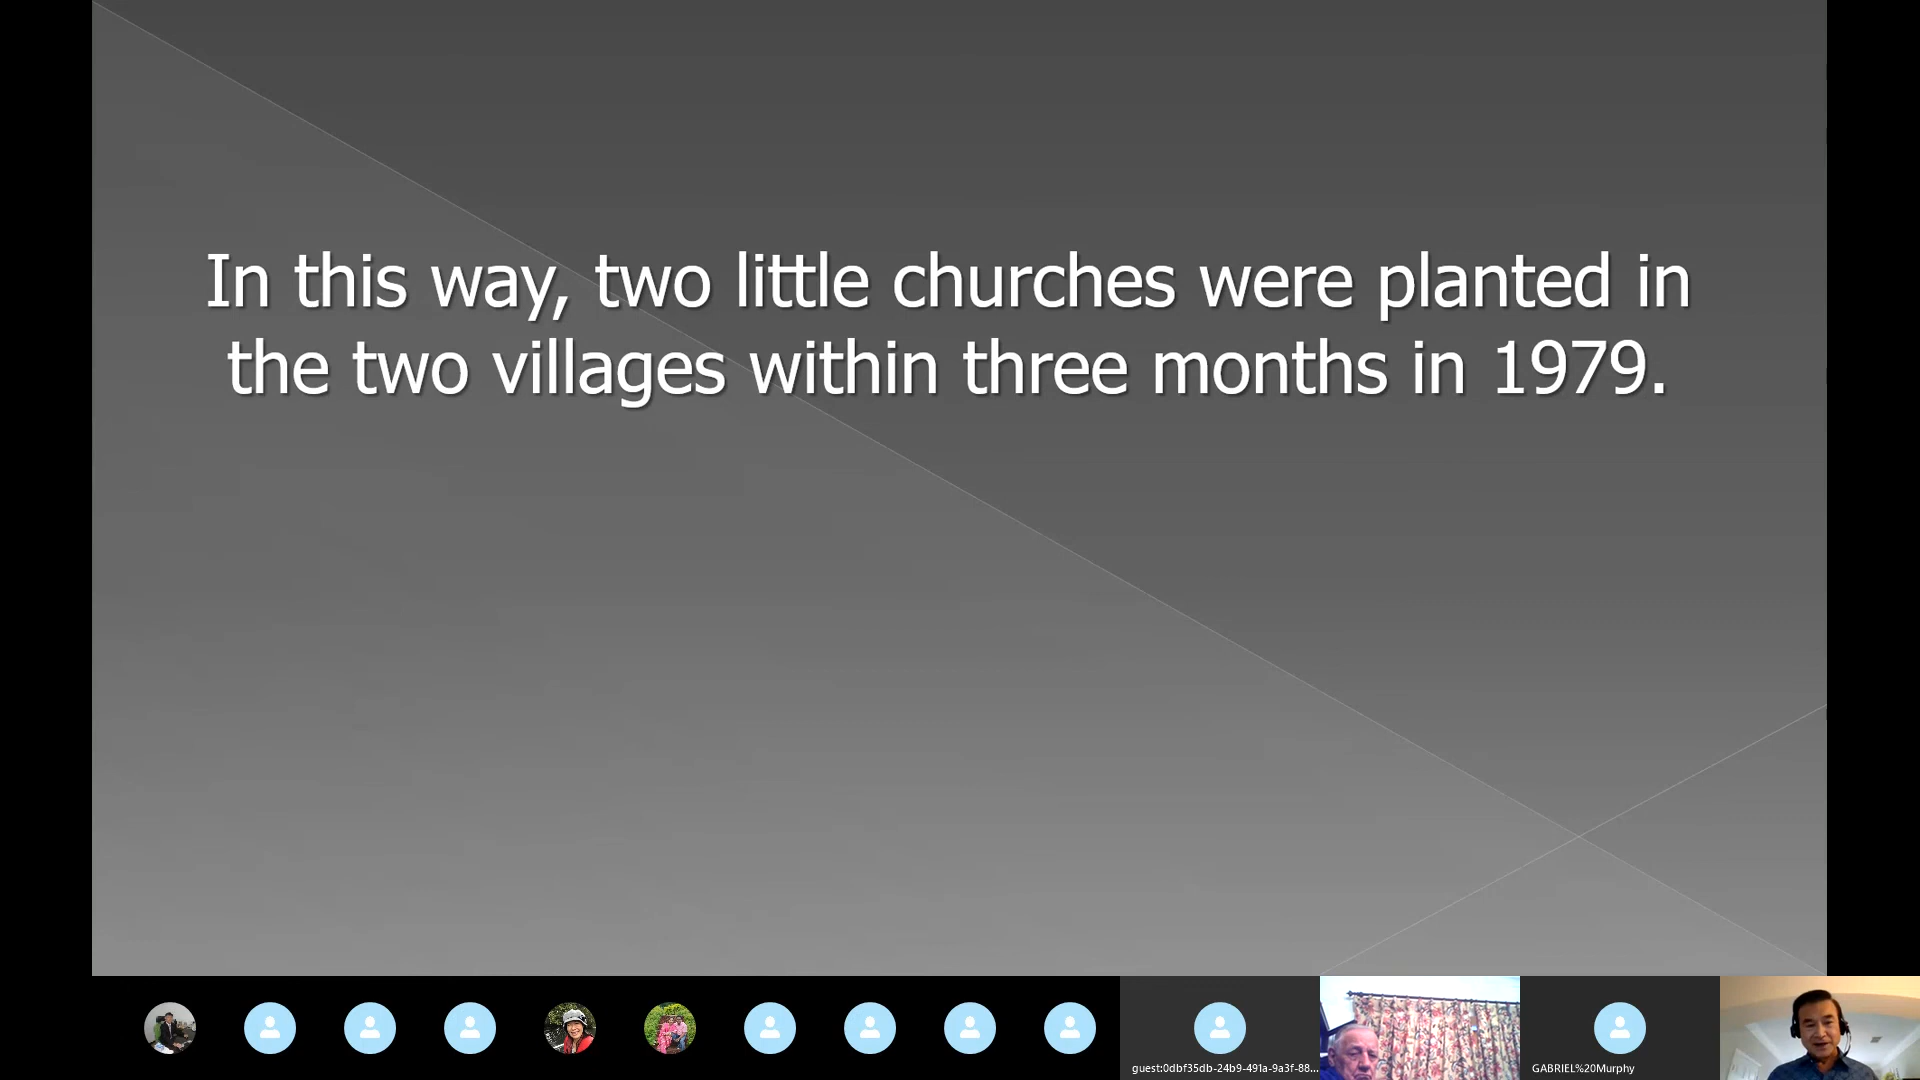 In this way, two little churches were planted in
the two villages within three months in 1979.
guest:0dbf35db-24b9-491a-9a3f-88...
GABRIEL%20Murphy